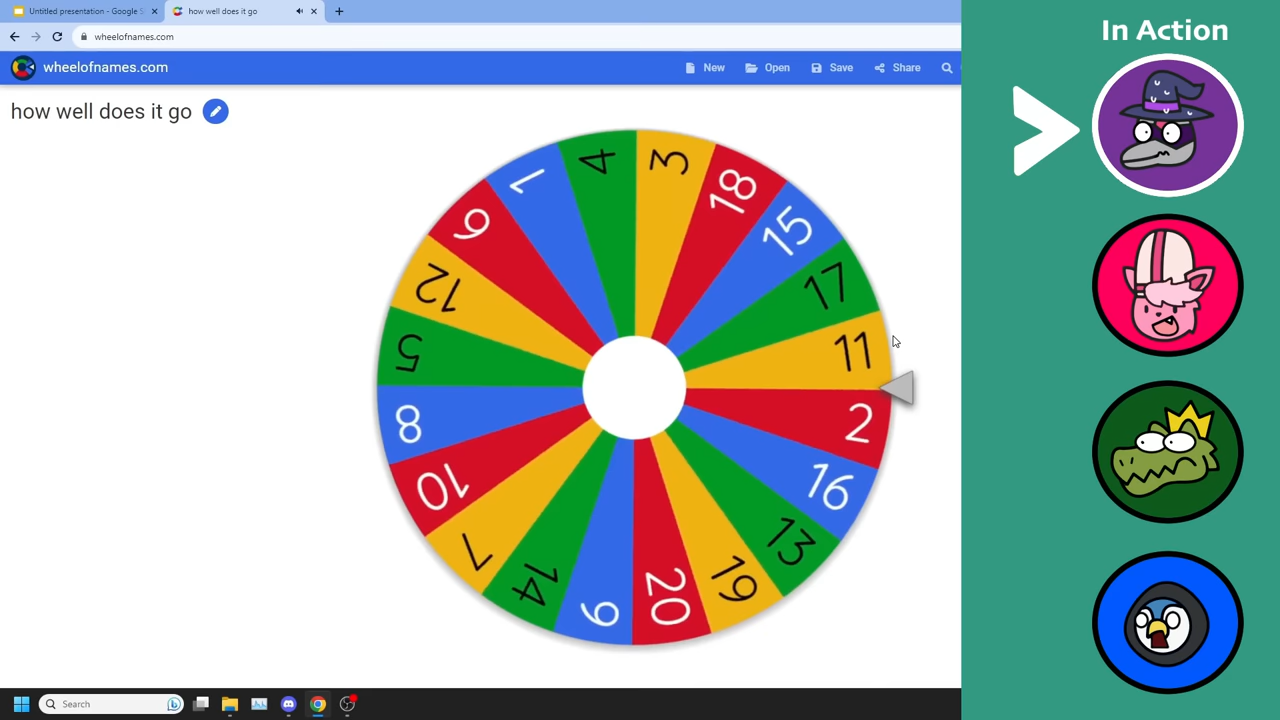 Untitled presentation - Google S
how well does it go
wheelofnames.com
wheelofnames.com
New
Open
Save
Share
how well does it go
3
18
15
17
11
2
16
13
19
20
9
14
7
10
8
5
12
6
1
4
In Action
Search